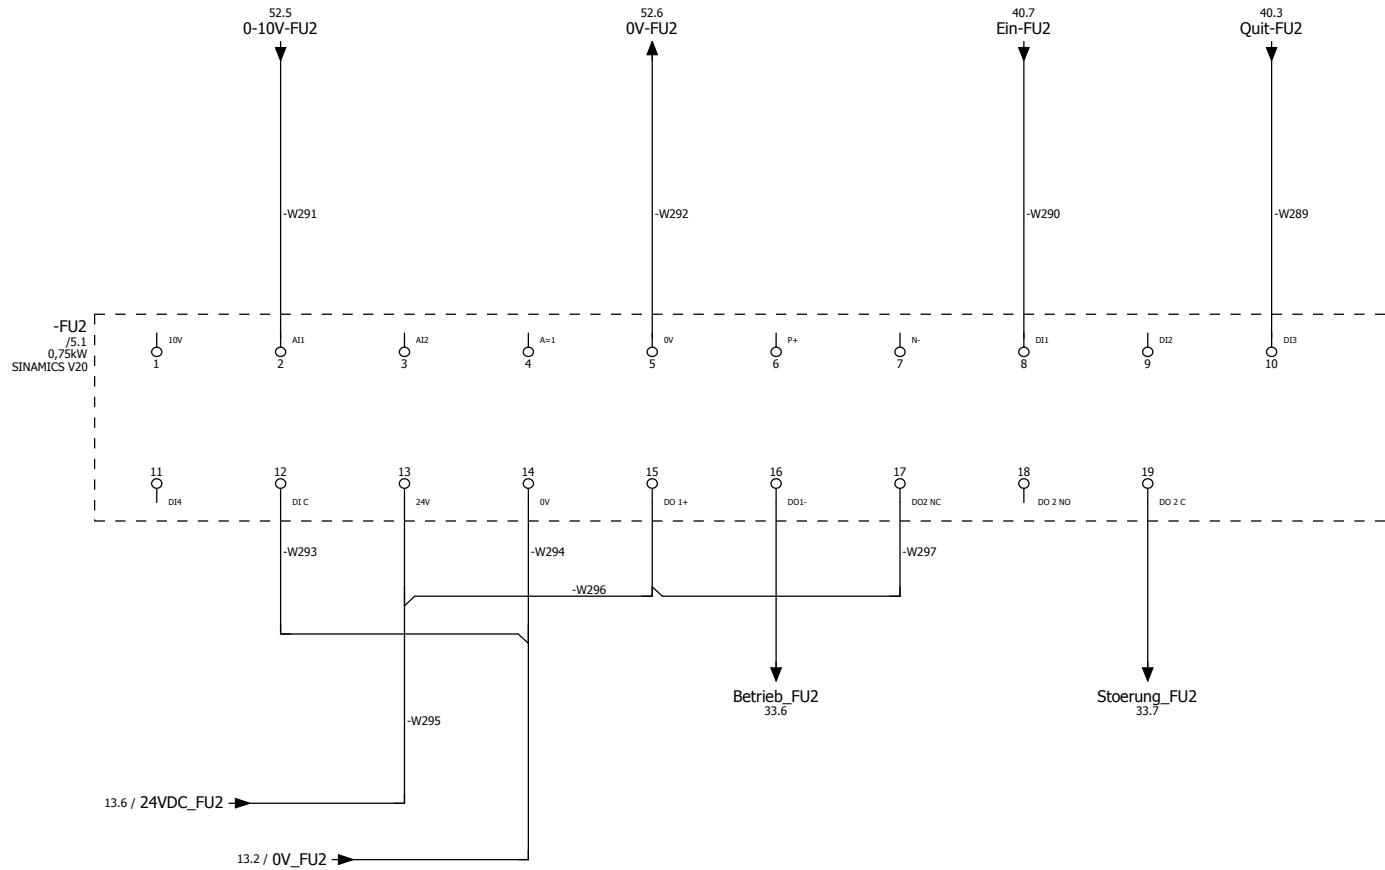 52.5
0-10V-FU2
52.6
0V-FU2
40.7
Ein-FU2
40.3
Quit-FU2
-W291
-W292
-W290
-W289
-FU2
/5.1
0,75kW
SINAMICS V20
10V
1
AI1
2
AI2
3
A=1
4
0V
5
P+
6
N-
7
DI1
8
DI2
9
DI3
10
11
DI4
12
DI C
13
24V
14
0V
15
DO 1+
16
DO1-
17
DO2 NC
18
DO 2 NO
19
DO 2 C
-W293
-W294
-W297
-W296
Betrieb_FU2
33.6
Stoerung_FU2
33.7
-W295
13.6 / 24VDC_FU2
13.2 / 0V_FU2